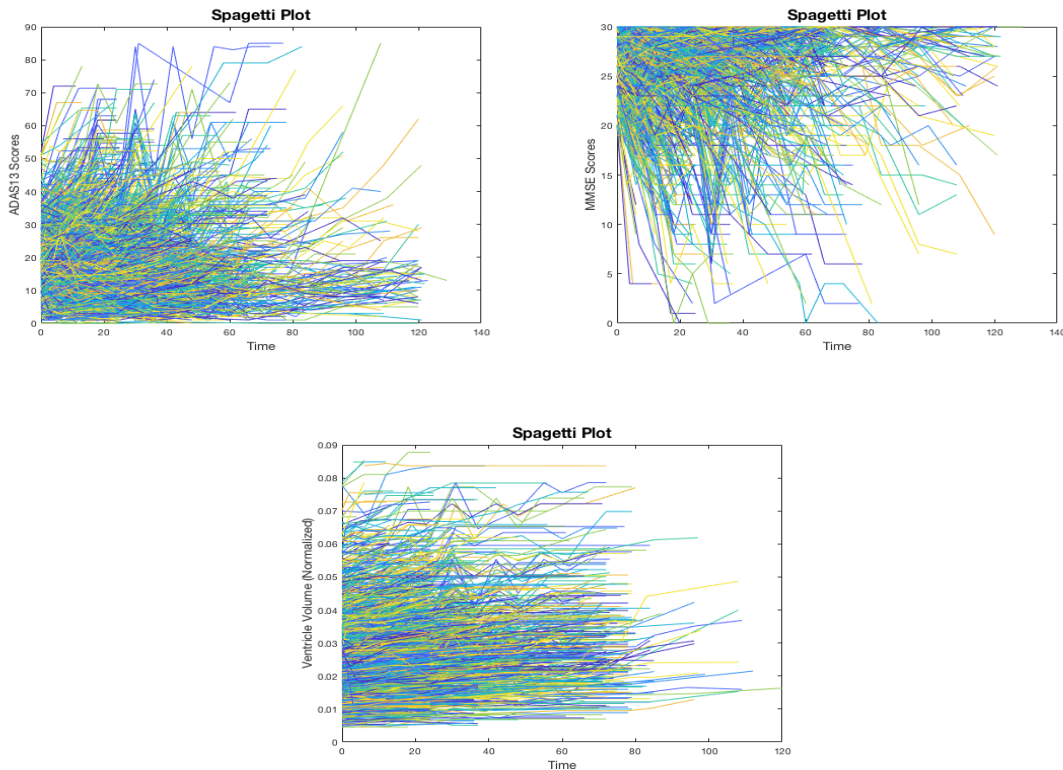 Spagetti Plot
90
80
70
60
50
40
30
20
10
0
ADAS13 Scores
0 20 40 60 80 100 120 140
Time
Spagetti Plot
30
25
20
15
10
5
0
MMSE Scores
0 20 40 60 80 100 120 140
Time
Spagetti Plot
0.09
0.08
0.07
0.06
0.05
0.04
0.03
0.02
0.01
0
Ventricle Volume (Normalized)
0 20 40 60 80 100 120
Time